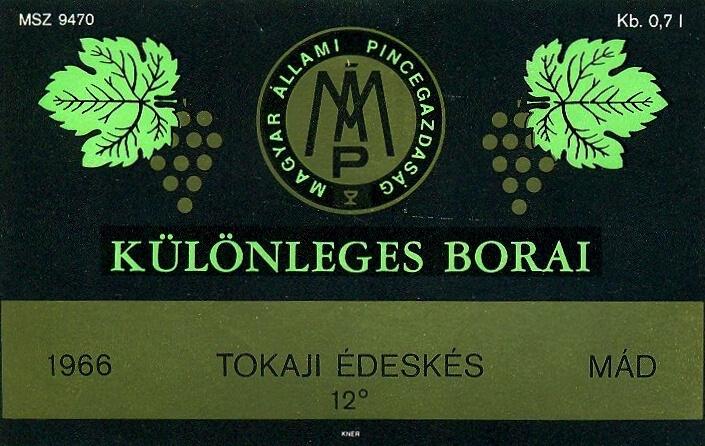 MSZ 9470
Kb. 0,7 l
MAGYAR ÁLLAMI PINCEGAZDASÁG
MÁP
KÜLÖNLEGES BORAI
1966 TOKAJI ÉDESKÉS MÁD
12°
KNER